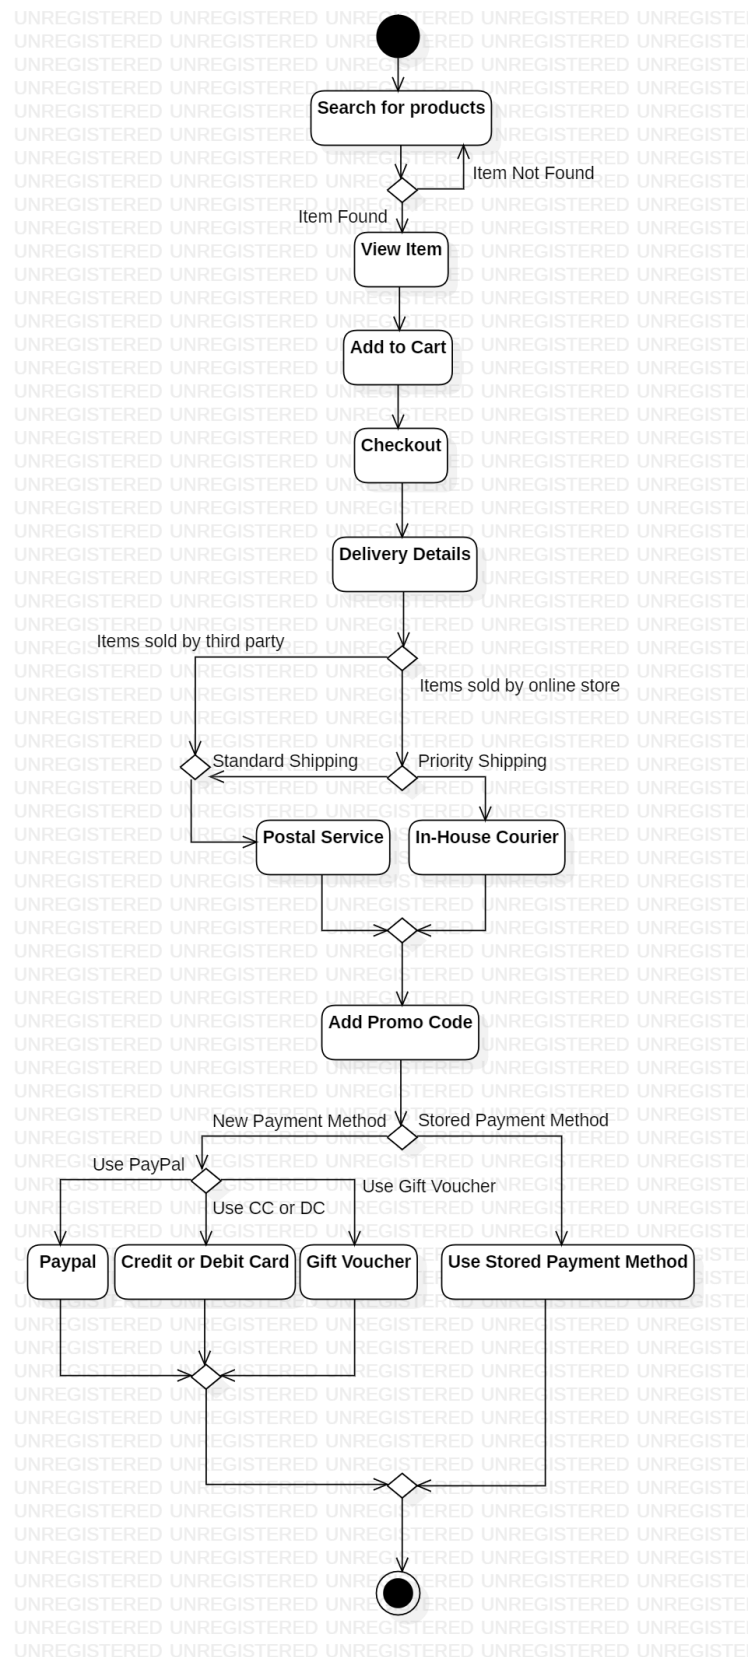 Search for products
Item Not Found
Item Found
View Item
Add to Cart
Checkout
Delivery Details
Items sold by third party
Items sold by online store
Standard Shipping
Priority Shipping
Postal Service
In-House Courier
Add Promo Code
New Payment Method
Stored Payment Method
Use PayPal
Use Gift Voucher
Use CC or DC
Paypal
Credit or Debit Card
Gift Voucher
Use Stored Payment Method
UNREGISTERED